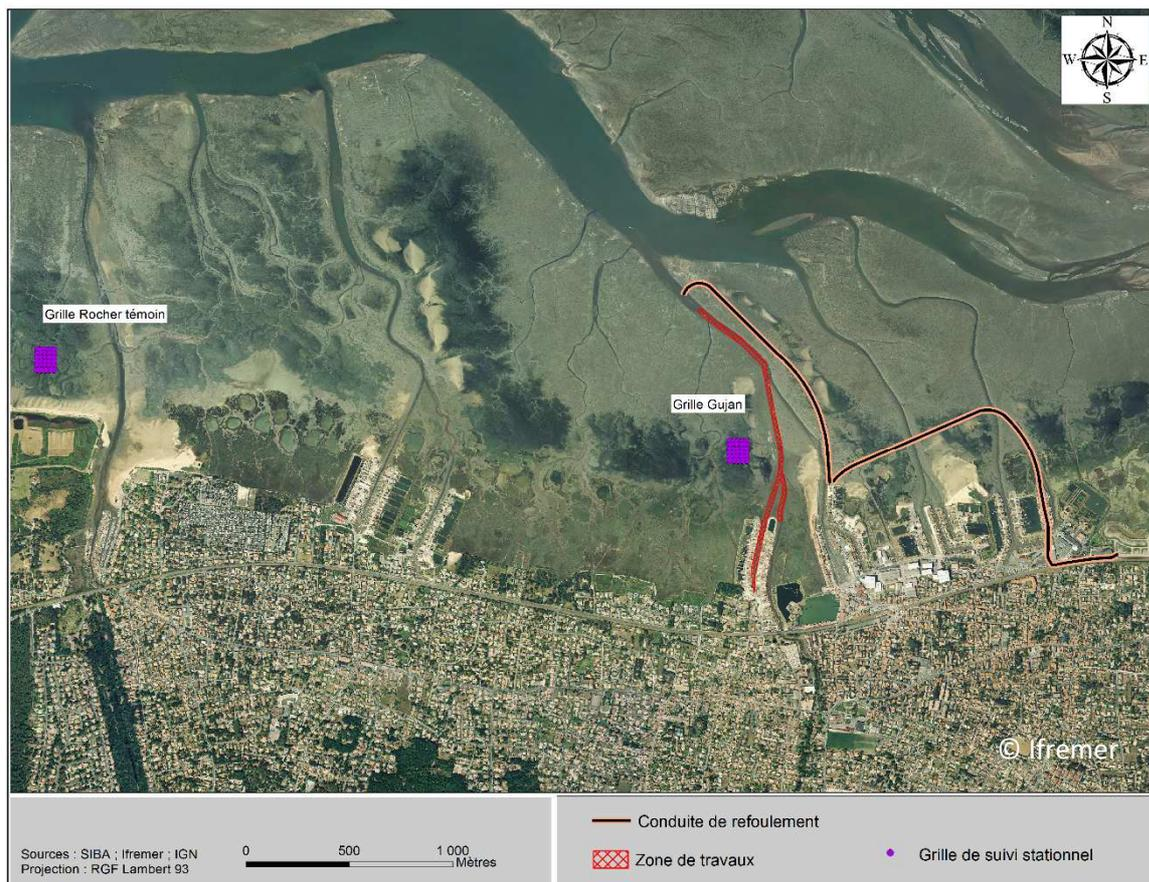 N
W E
S
Grille Rocher témoin
Grille Gujan
© Ifremer
Sources : SIBA ; Ifremer ; IGN
Projection : RGF Lambert 93
0 500 1 000
Mètres
Conduite de refoulement
Zone de travaux
Grille de suivi stationnel